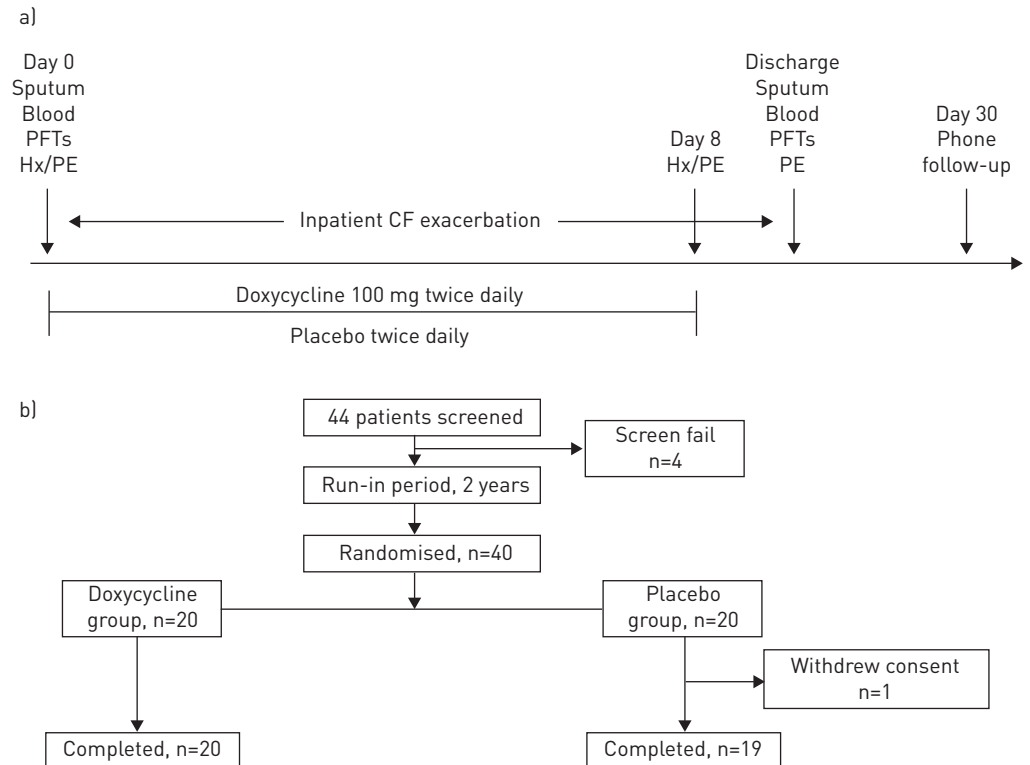 a)
Day 0
Sputum
Blood
PFTs
Hx/PE
Day 8
Hx/PE
Discharge
Sputum
Blood
PFTs
PE
Day 30
Phone
follow-up
Inpatient CF exacerbation
Doxycycline 100 mg twice daily
Placebo twice daily
b)
44 patients screened
Screen fail
n=4
Run-in period, 2 years
Randomised, n=40
Doxycycline
group, n=20
Placebo
group, n=20
Withdrew consent
n=1
Completed, n=20
Completed, n=19